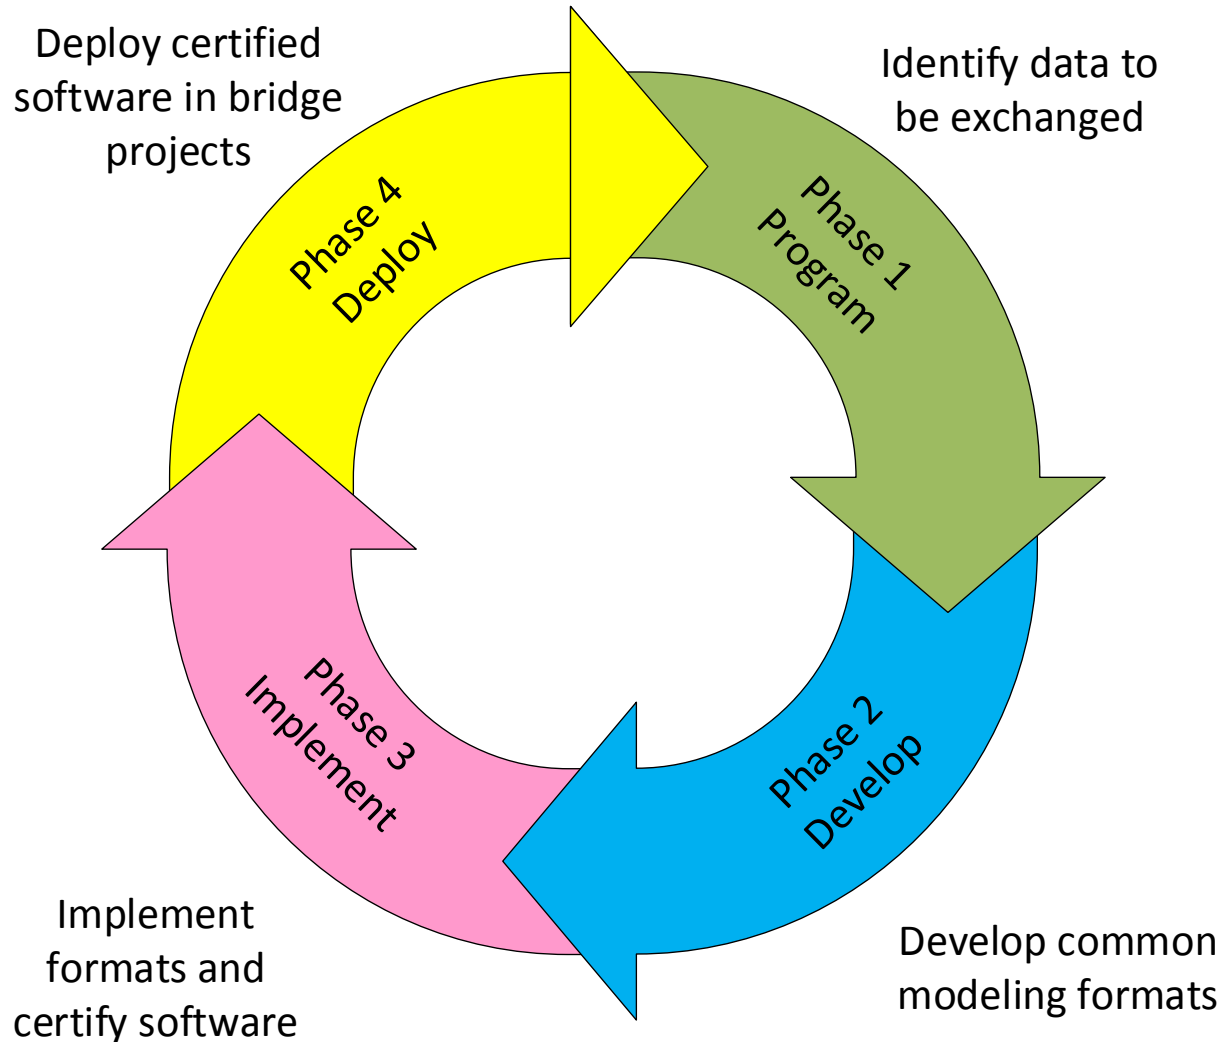 Deploy certified
software in bridge
projects
Identify data to
be exchanged
Phase 4
Deploy
Phase 1
Program
Phase 3
Implement
Phase 2
Develop
Implement
formats and
certify software
Develop common
modeling formats